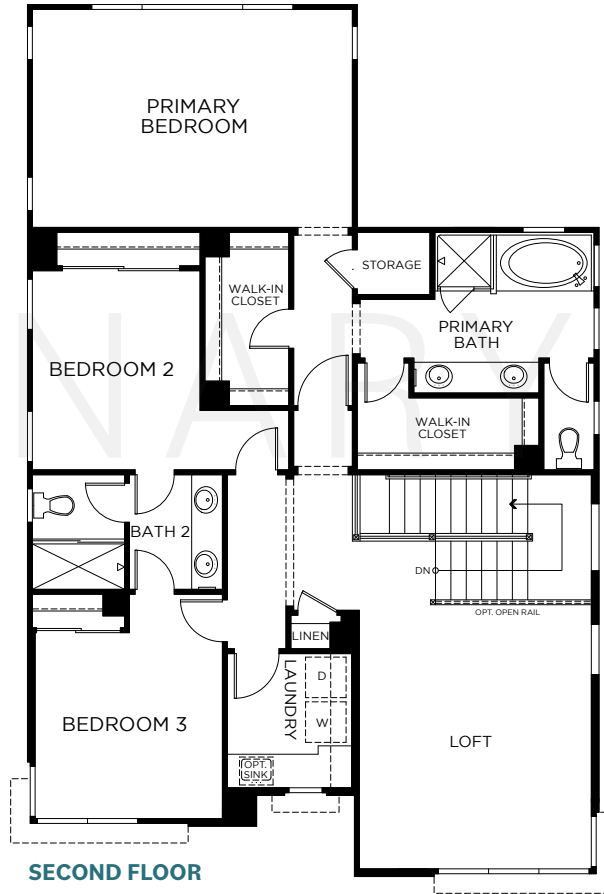 PRIMARY
BEDROOM
STORAGE
WALK-IN
CLOSET
PRIMARY
BATH
BEDROOM 2
WALK-IN
CLOSET
BATH 2
DN
OPT. OPEN RAIL
LINEN
LAUNDRY
D
W
BEDROOM 3
LOFT
OPT.
SINK
SECOND FLOOR
NARY